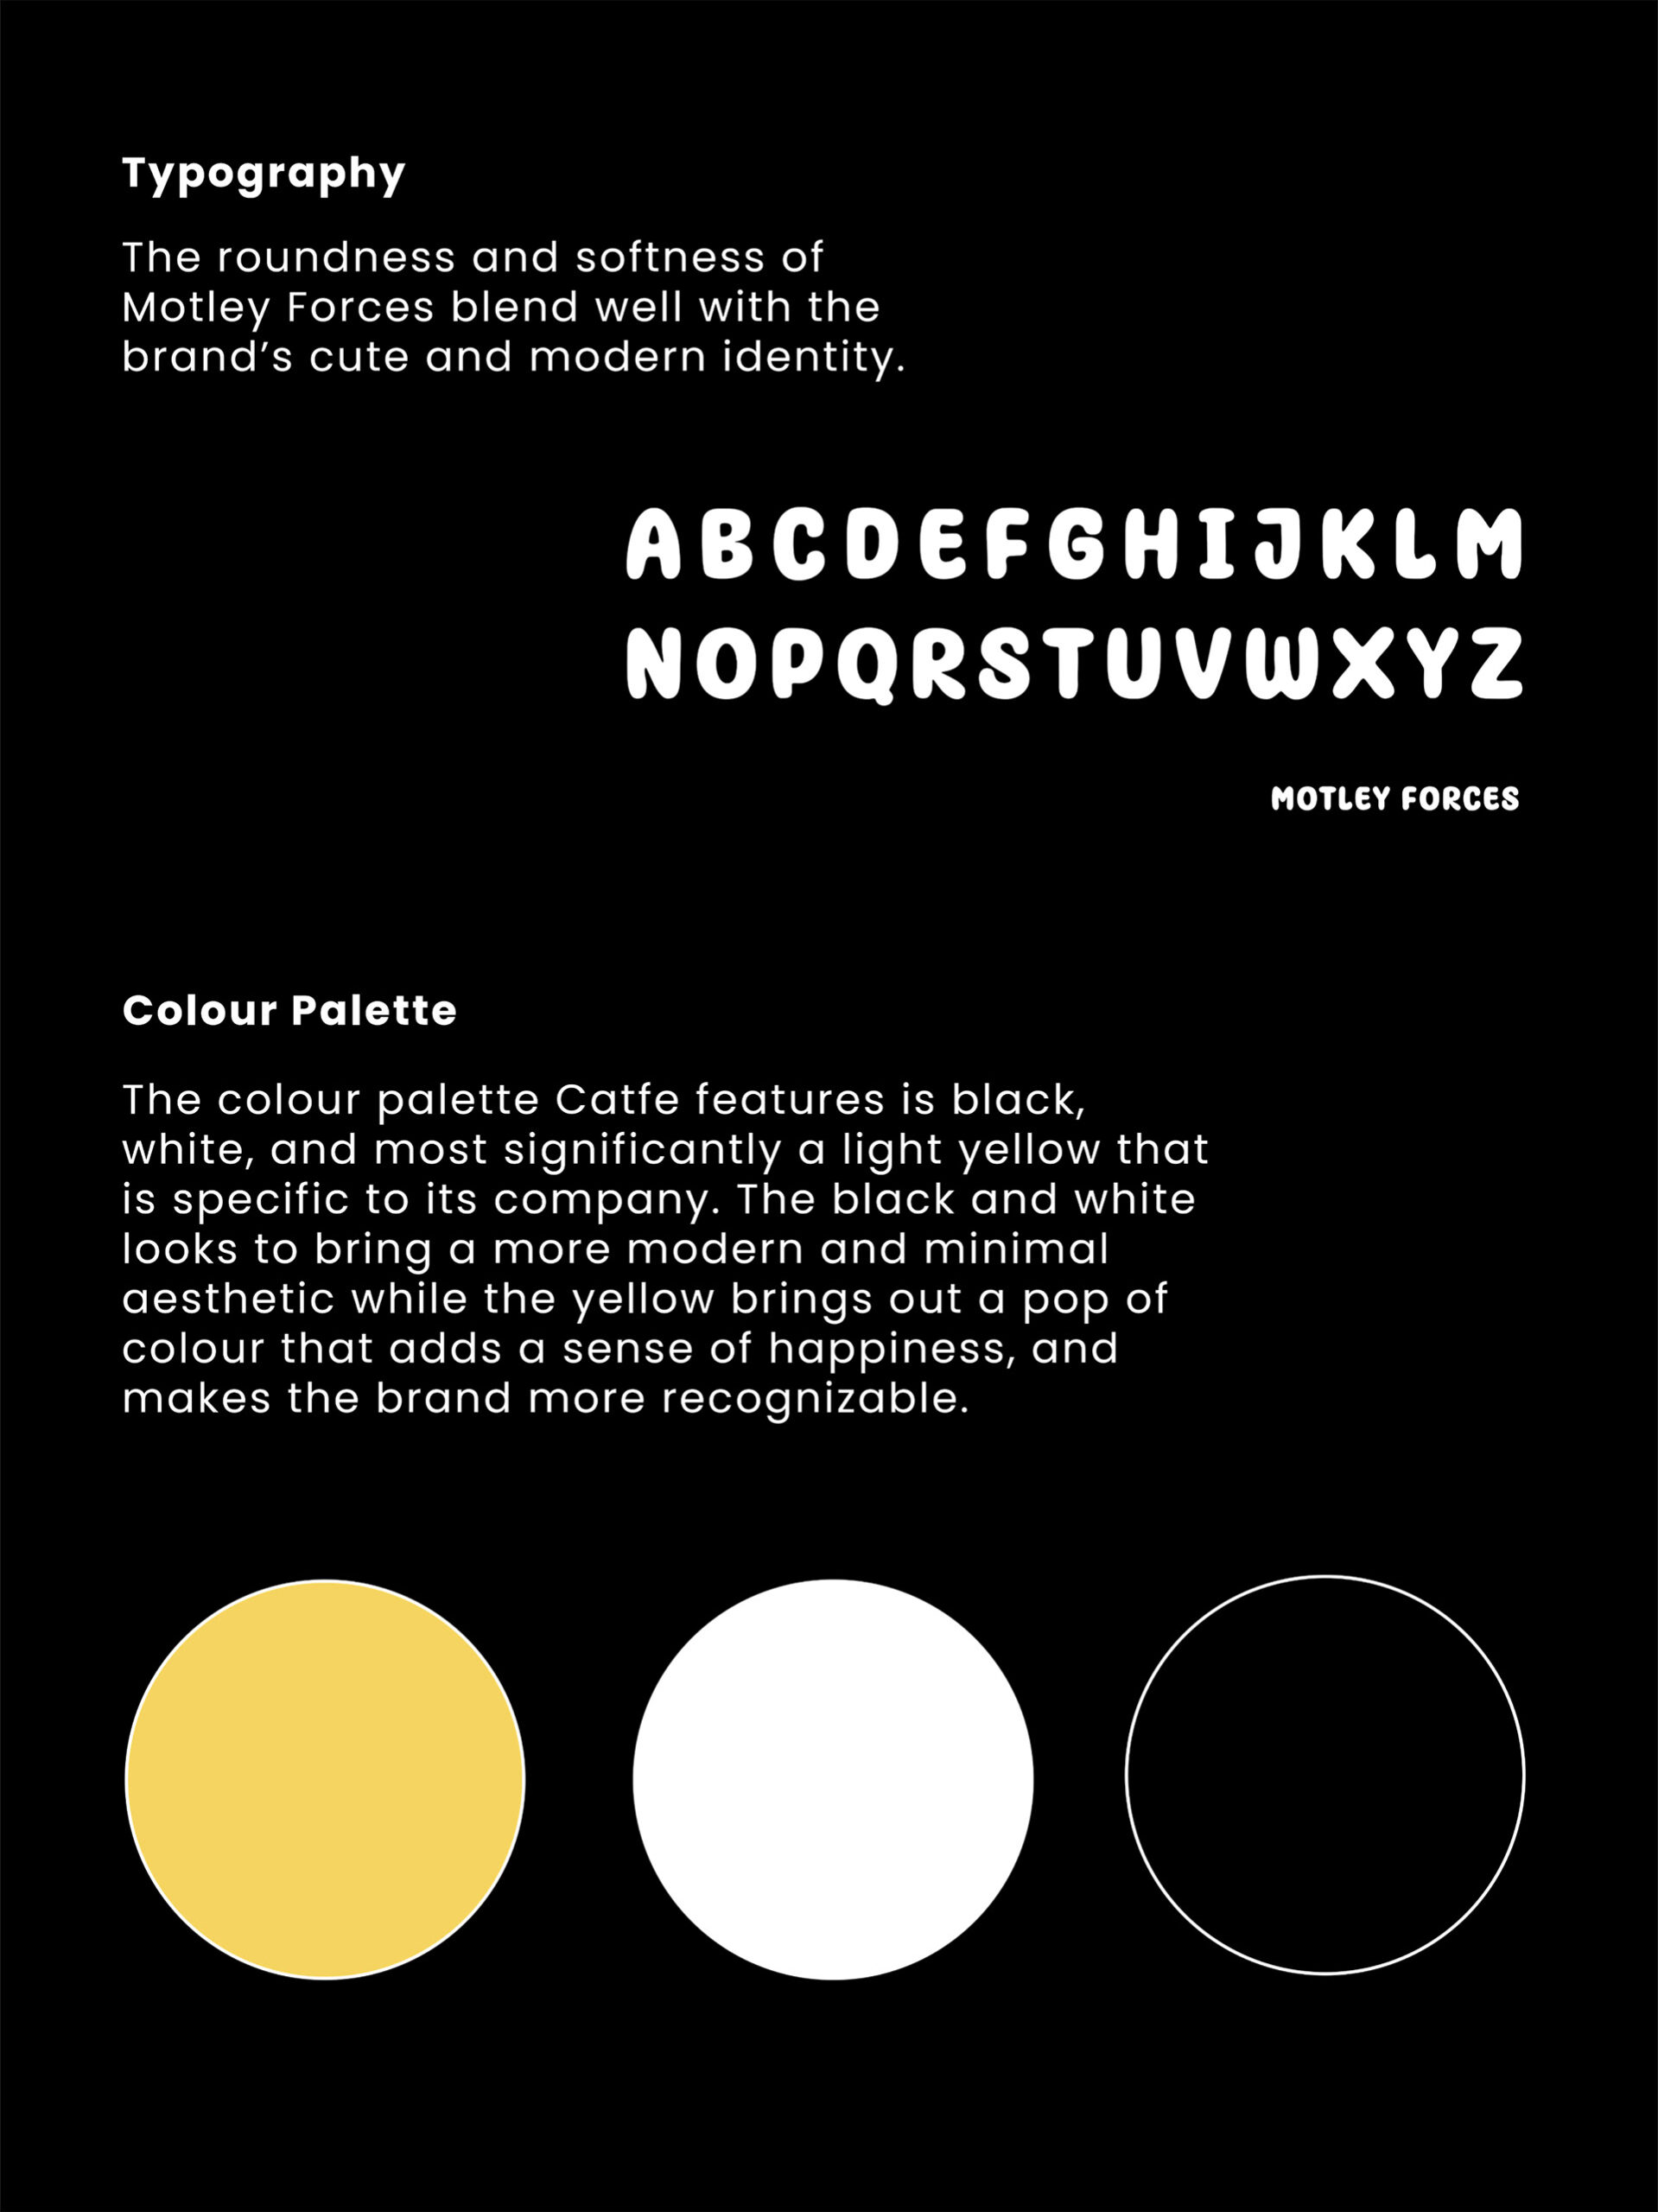 Typography
The roundness and softness of
Motley Forces blend well with the
brand’s cute and modern identity.
ABCDEFGHIJKLM
NOPQRSTUVWXYZ
MOTLEY FORCES
Colour Palette
The colour palette Catfe features is black,
white, and most significantly a light yellow that
is specific to its company. The black and white
looks to bring a more modern and minimal
aesthetic while the yellow brings out a pop of
colour that adds a sense of happiness, and
makes the brand more recognizable.